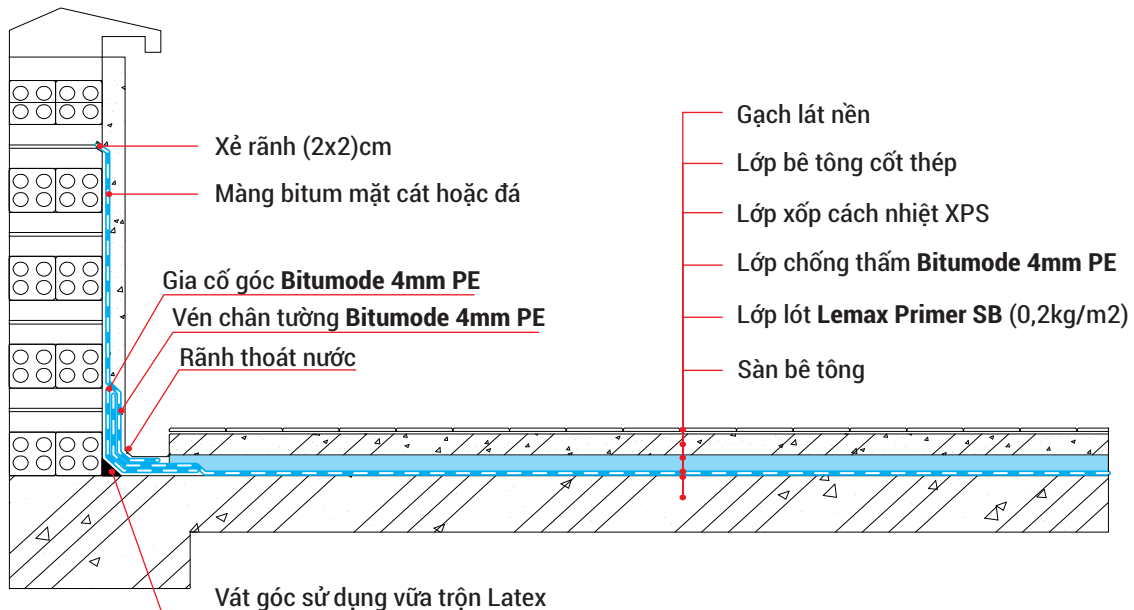 Xẻ rãnh (2x2)cm
Màng bitum mặt cát hoặc đá
Gia cố góc Bitumode 4mm PE
Vén chân tường Bitumode 4mm PE
Rãnh thoát nước
Gạch lát nền
Lớp bê tông cốt thép
Lớp xốp cách nhiệt XPS
Lớp chống thấm Bitumode 4mm PE
Lớp lót Lemax Primer SB (0,2kg/m2)
Sàn bê tông
Vát góc sử dụng vữa trộn Latex